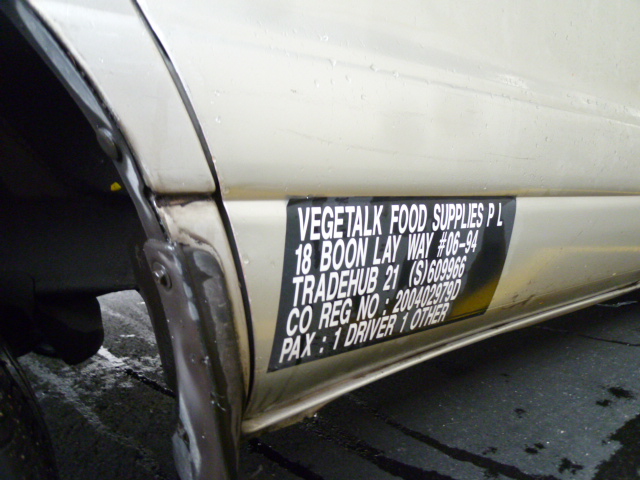 VEGETALK FOOD SUPPLIES P L
18 BOON LAY WAY #06-94
TRADEHUB 21 (S)609966
CO REG NO : 200402979D
PAX : 1 DRIVER 1 OTHER